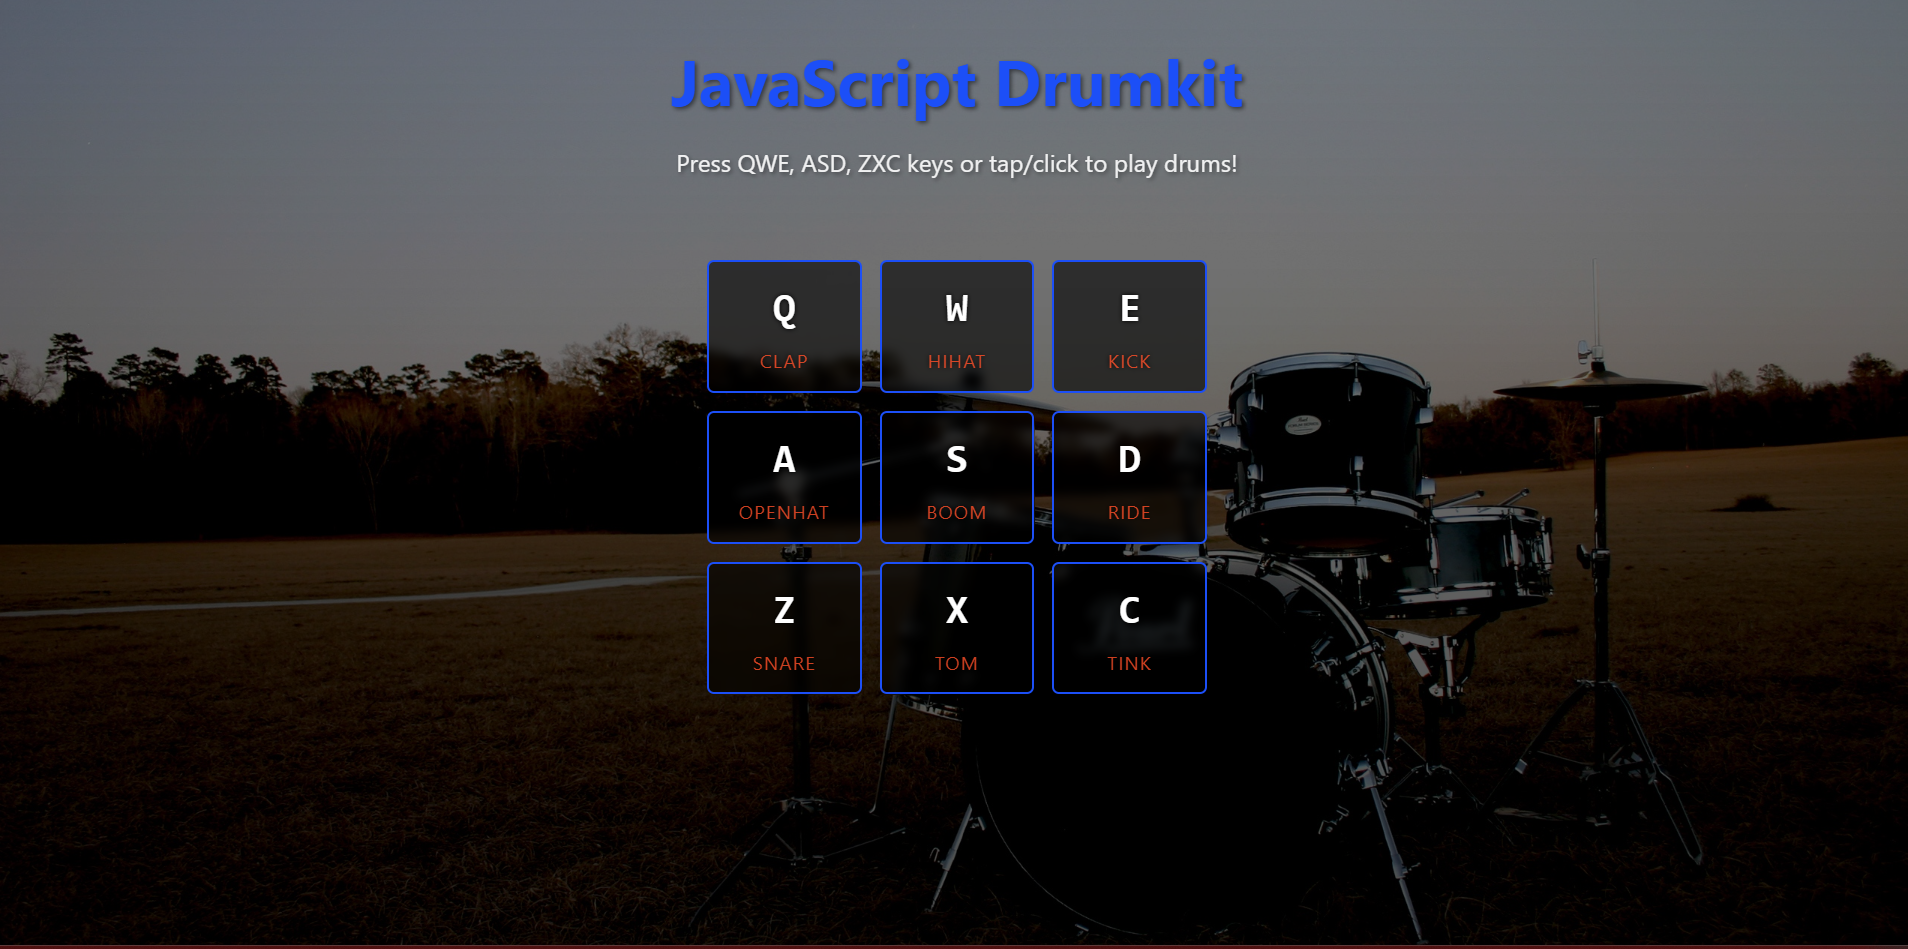 JavaScript Drumkit
Press QWE, ASD, ZXC keys or tap/click to play drums!
Q W E
CLAP HIHAT KICK
A S D
OPENHAT BOOM RIDE
Z X C
SNARE TOM TINK